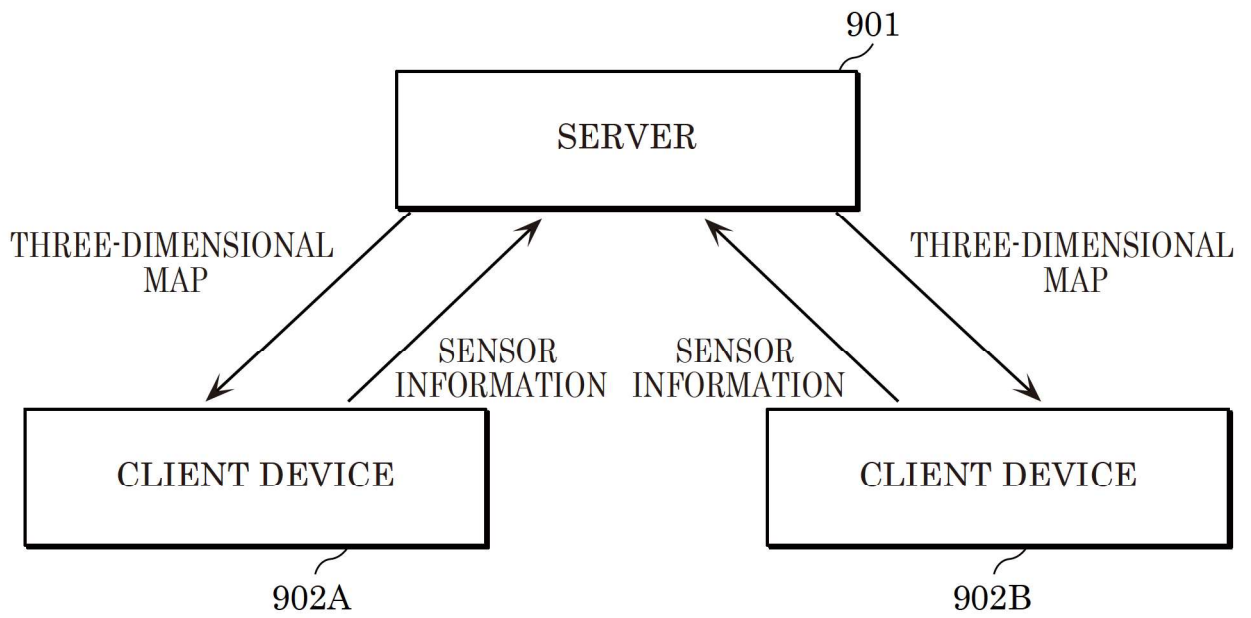 901
SERVER
THREE-DIMENSIONAL
MAP
THREE-DIMENSIONAL
MAP
SENSOR
INFORMATION
SENSOR
INFORMATION
CLIENT DEVICE
CLIENT DEVICE
902A
902B